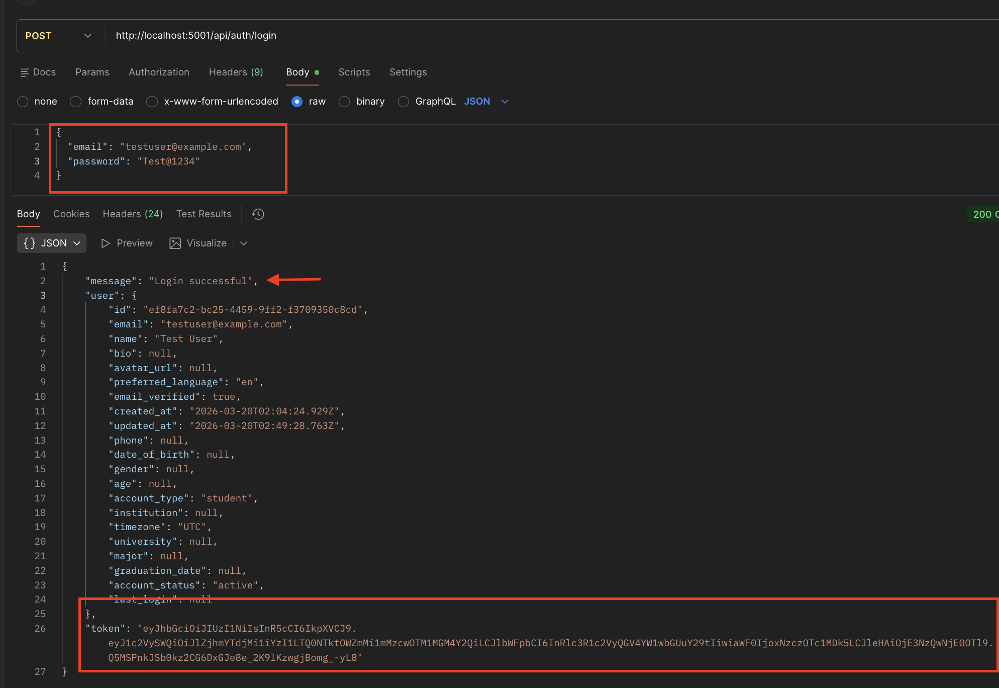 POST http://localhost:5001/api/auth/login
Docs Params Authorization Headers (9) Body Scripts Settings
none form-data x-www-form-urlencoded raw binary GraphQL JSON
1 {
2 "email": "testuser@example.com",
3 "password": "Test@1234"
4 }
Body Cookies Headers (24) Test Results 200
{} JSON Preview Visualize
1 {
2 "message": "Login successful",
3 "user": {
4 "id": "ef8fa7c2-bc25-4459-9ff2-f3709350c8cd",
5 "email": "testuser@example.com",
6 "name": "Test User",
7 "bio": null,
8 "avatar_url": null,
9 "preferred_language": "en",
10 "email_verified": true,
11 "created_at": "2026-03-20T02:04:24.929Z",
12 "updated_at": "2026-03-20T02:49:28.763Z",
13 "phone": null,
14 "date_of_birth": null,
15 "gender": null,
16 "age": null,
17 "account_type": "student",
18 "institution": null,
19 "timezone": "UTC",
20 "university": null,
21 "major": null,
22 "graduation_date": null,
23 "account_status": "active",
24 "last_login": null
25 },
26 "token": "eyJhbGciOiJIUzI1NiIsInR5cCI6IkpXVCJ9.
eyJ1c2VySWQiOiJlZjhmYTdjMi1iYzI1LTQ0NTktOWZmMi1mMzcwOTM1MGM4Y2QiLCJlbWFpbCI6InRlc3R1c2VyQGV4YW1wbGUuY29tIiwiaWF0IjoxNzczOTc1MDk5LCJleHAiOjE3NzQwNjE0OTl9.
Q5MSPnkJSb0kz2CG6DxGJe8e_2K9lKzwgjBomg_-yL8"
27 }